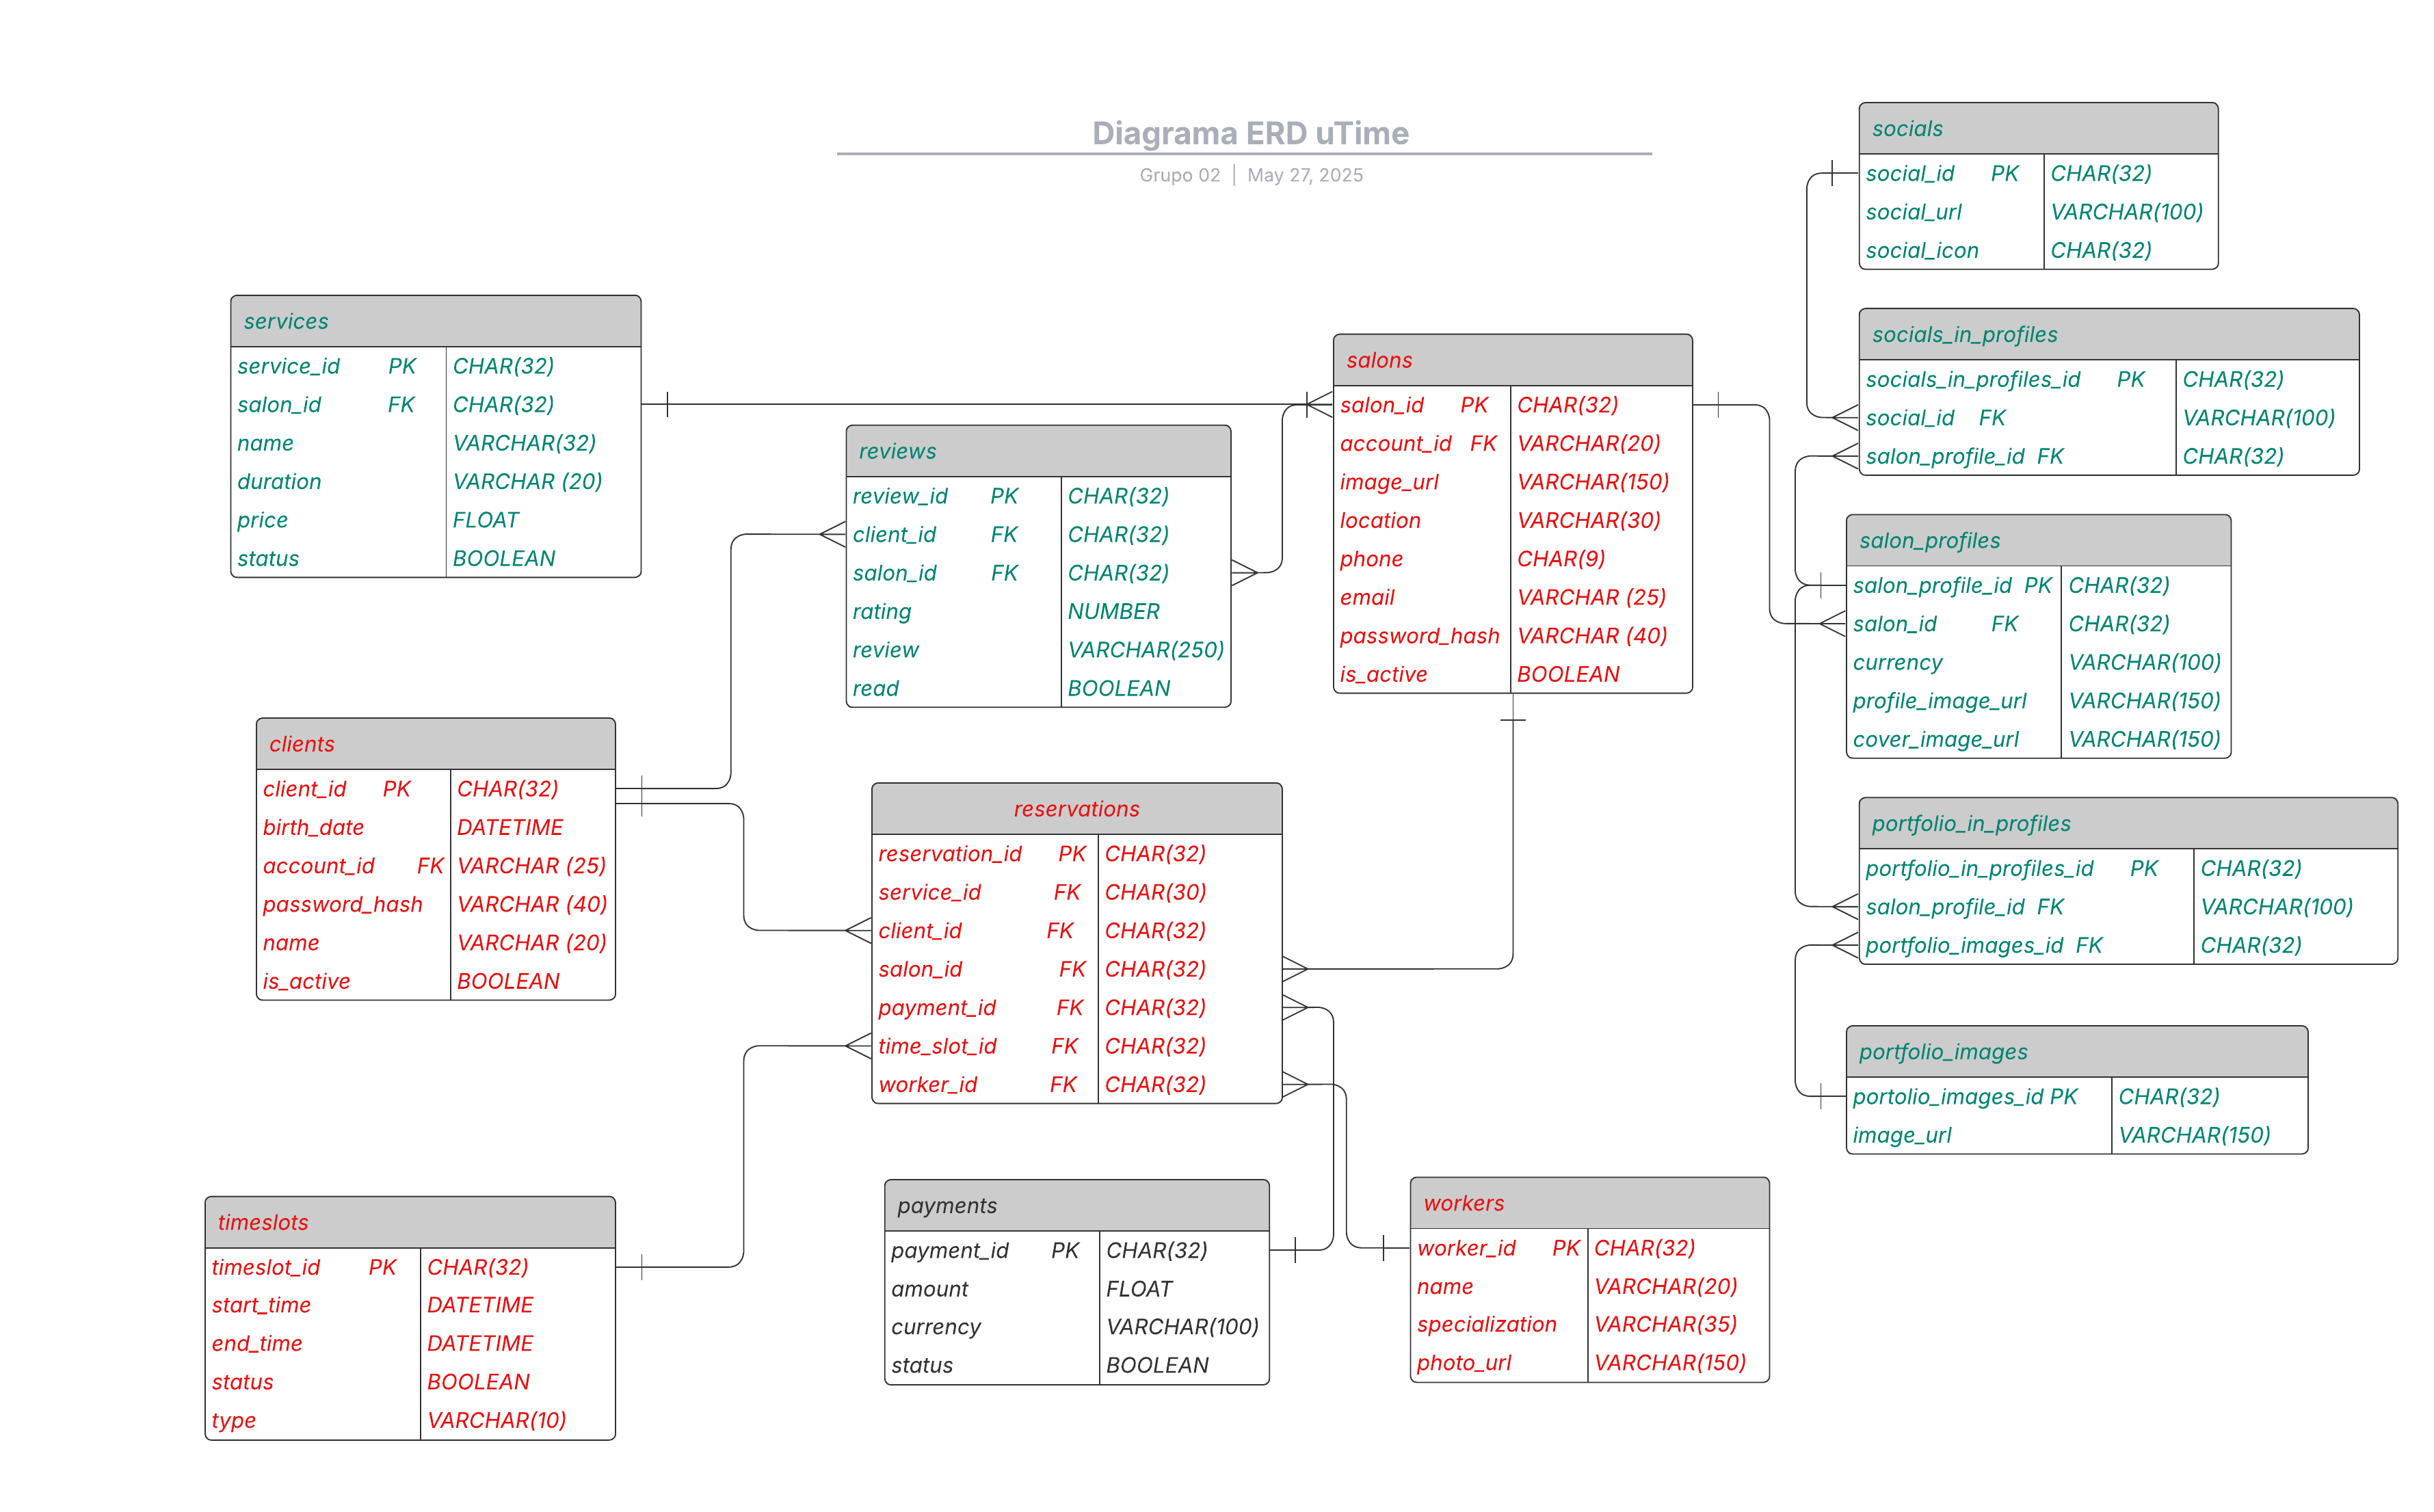 Diagrama ERD uTime
Grupo 02 | May 27, 2025
services
service_id PK CHAR(32)
salon_id FK CHAR(32)
name VARCHAR(32)
duration VARCHAR (20)
price FLOAT
status BOOLEAN
clients
client_id PK CHAR(32)
birth_date DATETIME
account_id FK VARCHAR (25)
password_hash VARCHAR (40)
name VARCHAR (20)
is_active BOOLEAN
timeslots
timeslot_id PK CHAR(32)
start_time DATETIME
end_time DATETIME
status BOOLEAN
type VARCHAR(10)
reviews
review_id PK CHAR(32)
client_id FK CHAR(32)
salon_id FK CHAR(32)
rating NUMBER
review VARCHAR(250)
read BOOLEAN
reservations
reservation_id PK CHAR(32)
service_id FK CHAR(30)
client_id FK CHAR(32)
salon_id FK CHAR(32)
payment_id FK CHAR(32)
time_slot_id FK CHAR(32)
worker_id FK CHAR(32)
payments
payment_id PK CHAR(32)
amount FLOAT
currency VARCHAR(100)
status BOOLEAN
salons
salon_id PK CHAR(32)
account_id FK VARCHAR(20)
image_url VARCHAR(150)
location VARCHAR(30)
phone CHAR(9)
email VARCHAR (25)
password_hash VARCHAR (40)
is_active BOOLEAN
workers
worker_id PK CHAR(32)
name VARCHAR(20)
specialization VARCHAR(35)
photo_url VARCHAR(150)
socials
social_id PK CHAR(32)
social_url VARCHAR(100)
social_icon CHAR(32)
socials_in_profiles
socials_in_profiles_id PK CHAR(32)
social_id FK VARCHAR(100)
salon_profile_id FK CHAR(32)
salon_profiles
salon_profile_id PK CHAR(32)
salon_id FK CHAR(32)
currency VARCHAR(100)
profile_image_url VARCHAR(150)
cover_image_url VARCHAR(150)
portfolio_in_profiles
portfolio_in_profiles_id PK CHAR(32)
salon_profile_id FK VARCHAR(100)
portfolio_images_id FK CHAR(32)
portfolio_images
portolio_images_id PK CHAR(32)
image_url VARCHAR(150)